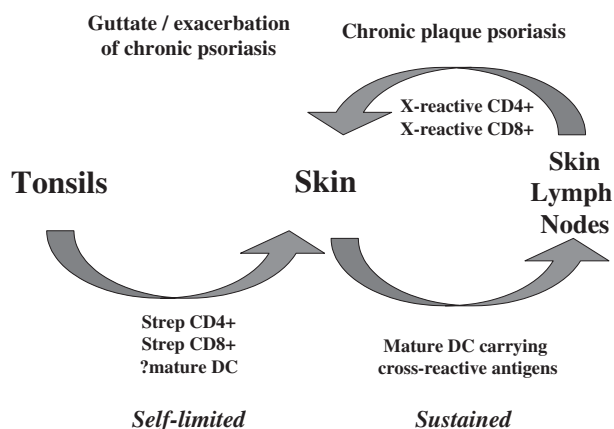 Guttate / exacerbation
of chronic psoriasis
Chronic plaque psoriasis
X-reactive CD4+
X-reactive CD8+
Tonsils
Skin
Skin
Lymph
Nodes
Strep CD4+
Strep CD8+
?mature DC
Mature DC carrying
cross-reactive antigens
Self-limited
Sustained